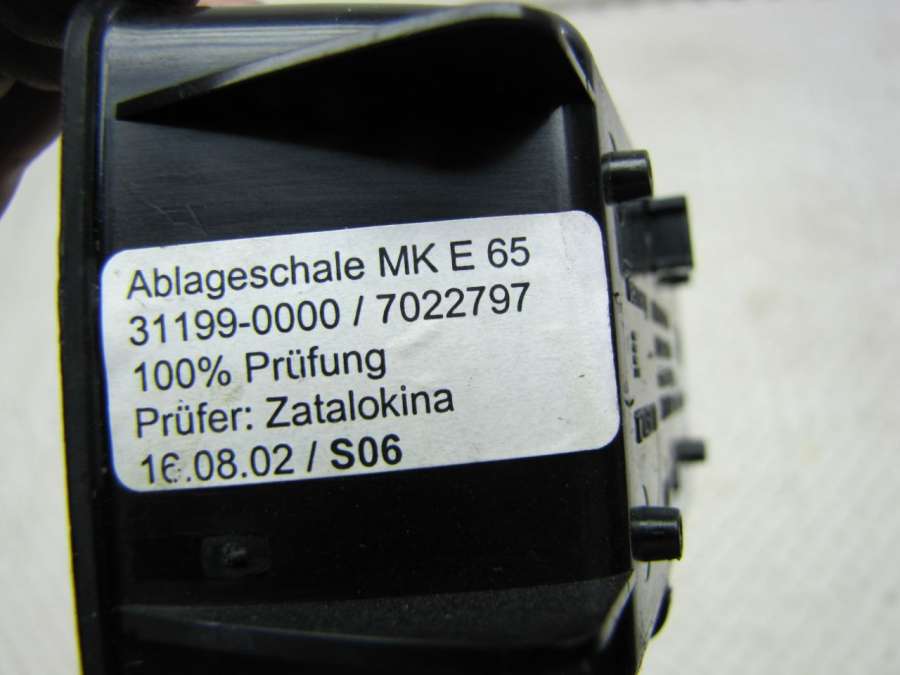 Ablageschale MK E 65
31199-0000 / 7022797
100% Prüfung
Prüfer: Zatalokina
16.08.02 / S06